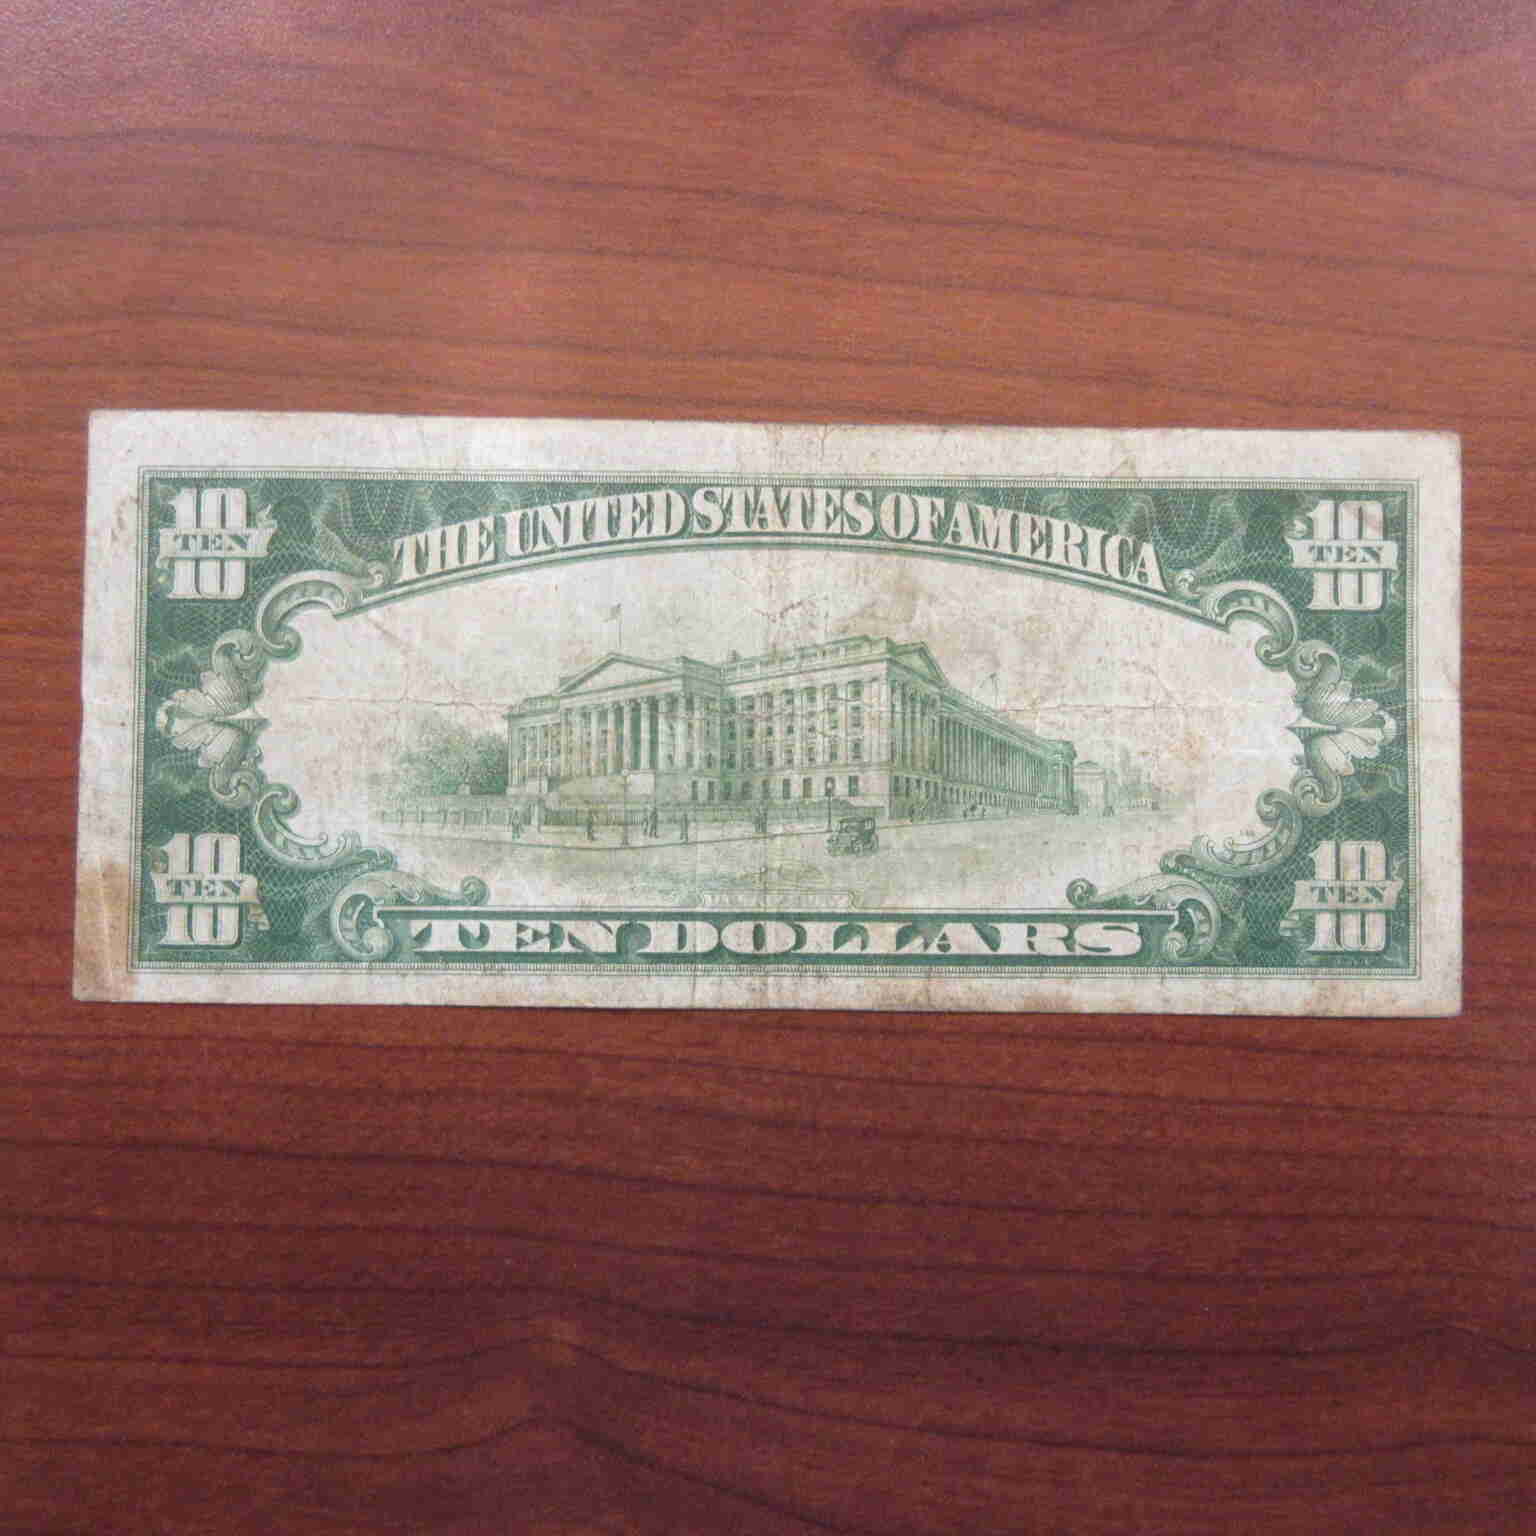 10 TEN 10
THE UNITED STATES OF AMERICA
10 TEN 10
10 TEN 10
TEN DOLLARS
10 TEN 10